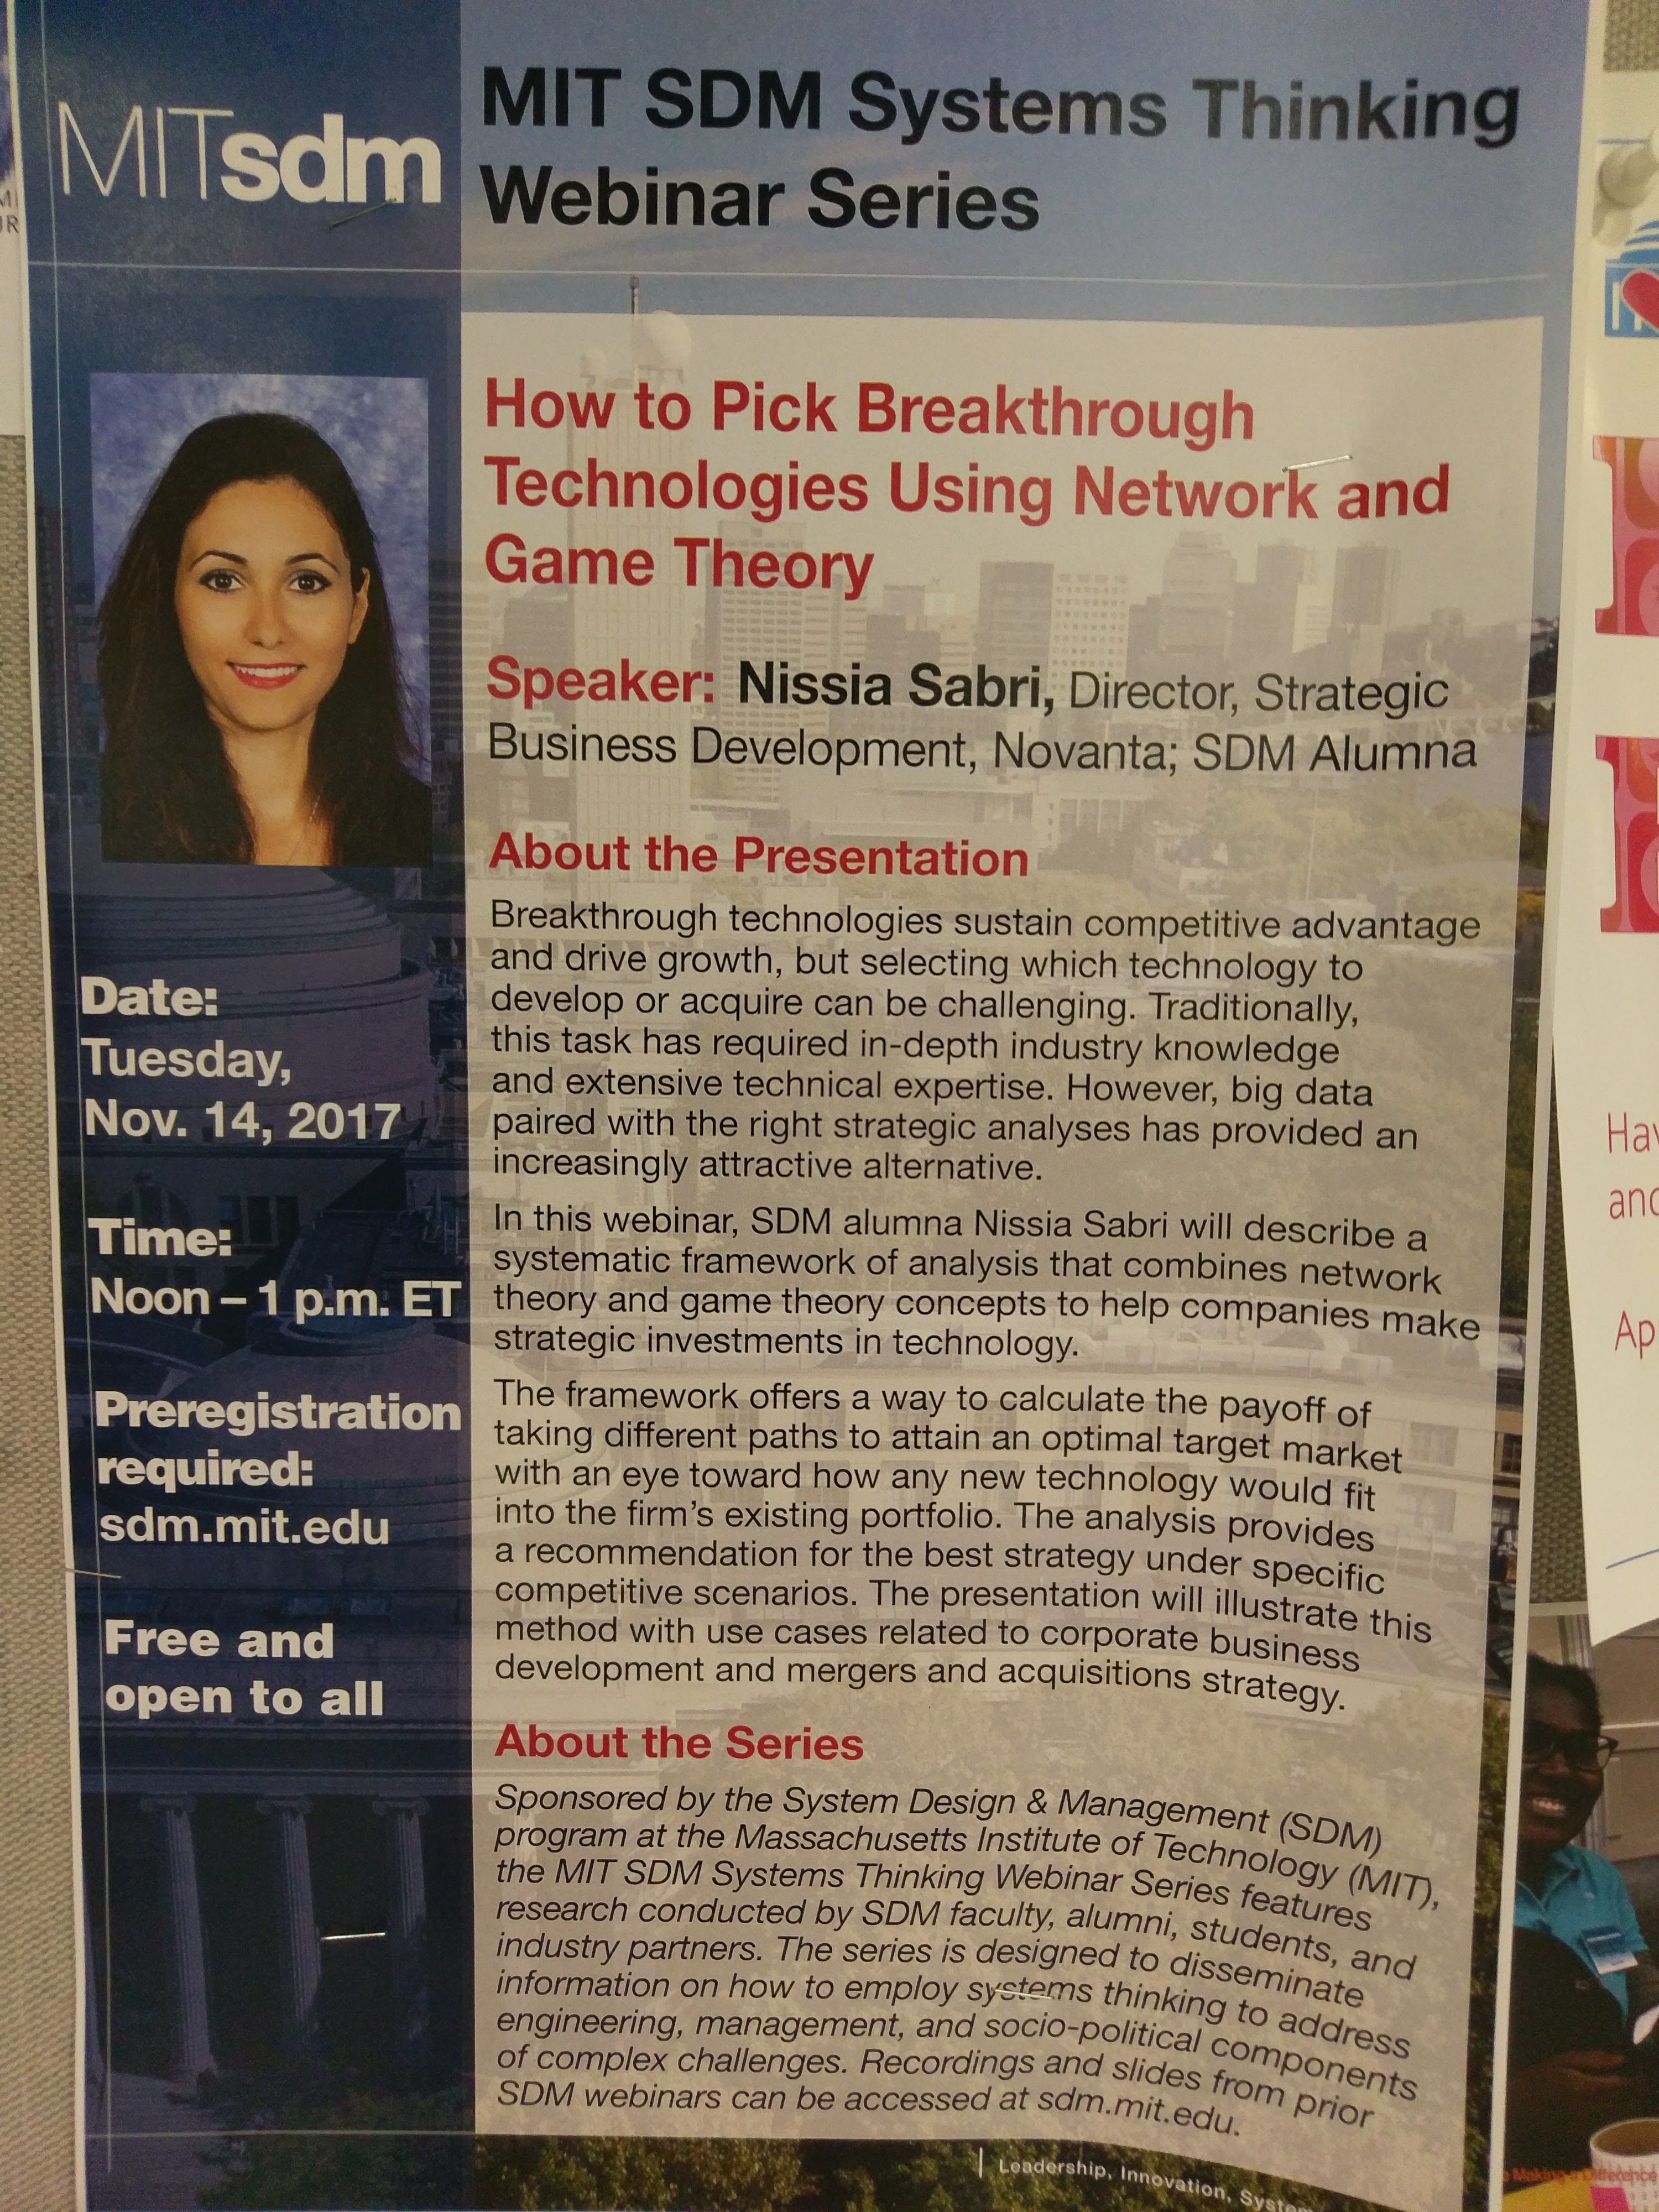 MITsdm
MIT SDM Systems Thinking
Webinar Series
How to Pick Breakthrough
Technologies Using Network and
Game Theory
Speaker: Nissia Sabri, Director, Strategic
Business Development, Novanta; SDM Alumna
About the Presentation
Breakthrough technologies sustain competitive advantage
and drive growth, but selecting which technology to
develop or acquire can be challenging. Traditionally,
this task has required in-depth industry knowledge
and extensive technical expertise. However, big data
paired with the right strategic analyses has provided an
increasingly attractive alternative.
In this webinar, SDM alumna Nissia Sabri will describe a
systematic framework of analysis that combines network
theory and game theory concepts to help companies make
strategic investments in technology.
The framework offers a way to calculate the payoff of
taking different paths to attain an optimal target market
with an eye toward how any new technology would fit
into the firm's existing portfolio. The analysis provides
a recommendation for the best strategy under specific
competitive scenarios. The presentation will illustrate this
method with use cases related to corporate business
development and mergers and acquisitions strategy.
About the Series
Sponsored by the System Design & Management (SDM)
program at the Massachusetts Institute of Technology (MIT),
the MIT SDM Systems Thinking Webinar Series features
research conducted by SDM faculty, alumni, students, and
industry partners. The series is designed to disseminate
information on how to employ systems thinking to address
engineering, management, and socio-political components
of complex challenges. Recordings and slides from prior
SDM webinars can be accessed at sdm.mit.edu.
Leadership, Innovation, System
Date:
Tuesday,
Nov. 14, 2017
Time:
Noon – 1 p.m. ET
Preregistration
required:
sdm.mit.edu
Free and
open to all
Making a Difference